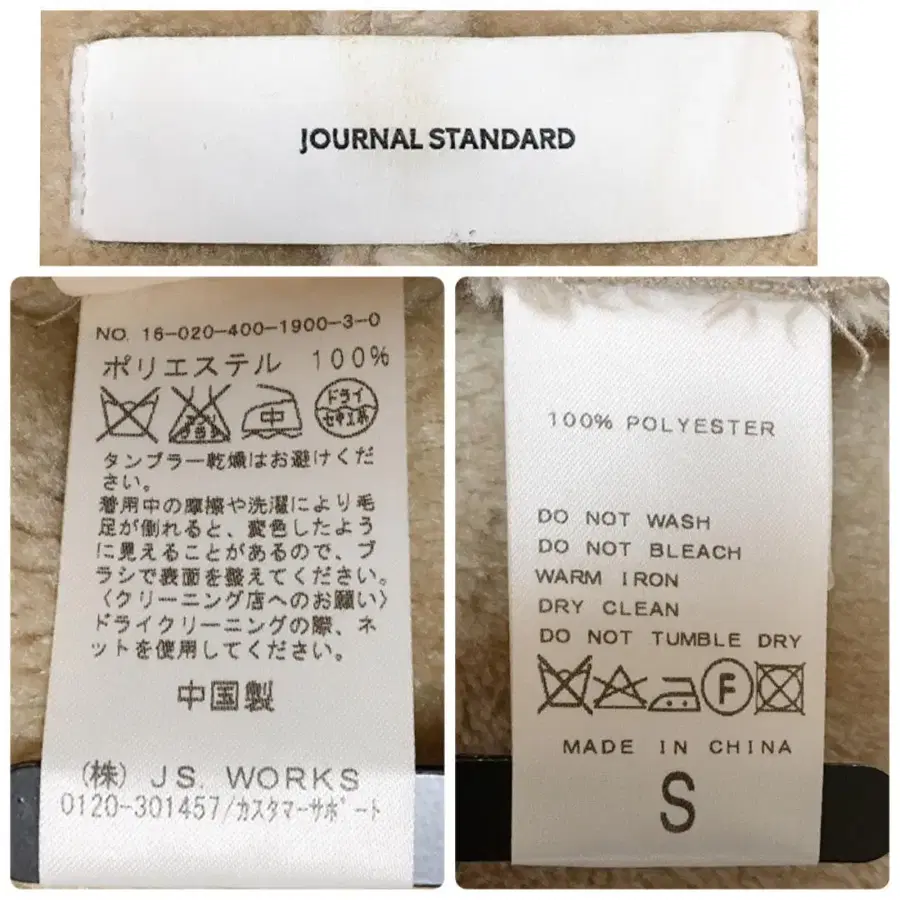 JOURNAL STANDARD
NO. 16-020-400-1900-3-0
ポリエステル 100%
エンソサラシ 中 ドライ
セキユ系
タンブラー乾燥はお避けくだ
さい。
着用中の摩擦や洗濯により毛
足が倒れると、変色したよう
に見えることがあるので、ブ
ラシで表面を整えてください。
〈クリーニング店へのお願い〉
ドライクリーニングの際、ネ
ットを使用してください。
中国製
(株) JS. WORKS
0120-301457/カスタマーサポート
100% POLYESTER
DO NOT WASH
DO NOT BLEACH
WARM IRON
DRY CLEAN
DO NOT TUMBLE DRY
F
MADE IN CHINA
S